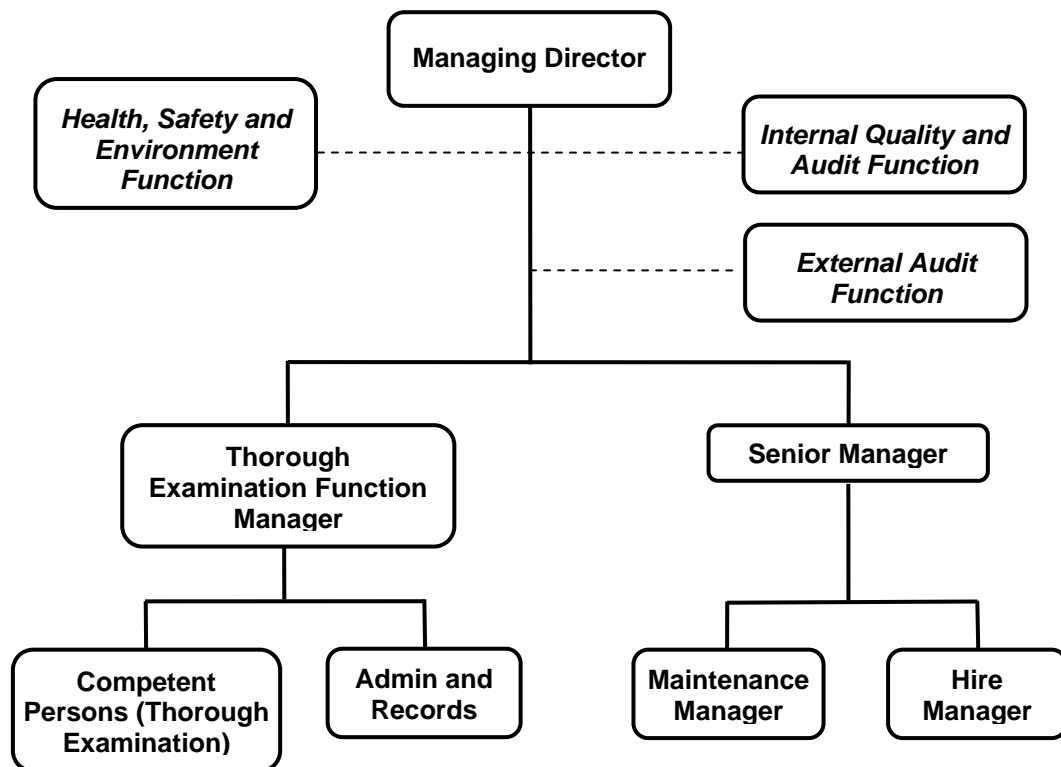 Managing Director
Health, Safety and
Environment
Function
Internal Quality and
Audit Function
External Audit
Function
Thorough
Examination Function
Manager
Senior Manager
Competent
Persons (Thorough
Examination)
Admin and
Records
Maintenance
Manager
Hire
Manager